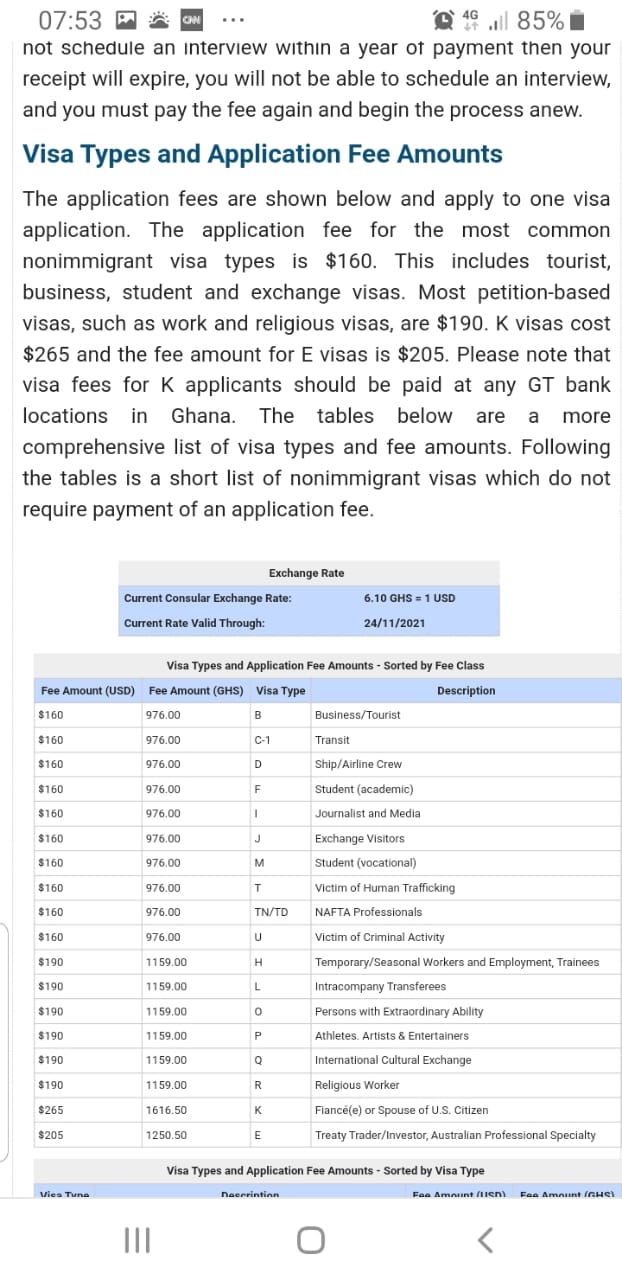 07:53 CNN ... 4G 85%
not schedule an interview within a year of payment then your
receipt will expire, you will not be able to schedule an interview,
and you must pay the fee again and begin the process anew.
Visa Types and Application Fee Amounts
The application fees are shown below and apply to one visa
application. The application fee for the most common
nonimmigrant visa types is $160. This includes tourist,
business, student and exchange visas. Most petition-based
visas, such as work and religious visas, are $190. K visas cost
$265 and the fee amount for E visas is $205. Please note that
visa fees for K applicants should be paid at any GT bank
locations in Ghana. The tables below are a more
comprehensive list of visa types and fee amounts. Following
the tables is a short list of nonimmigrant visas which do not
require payment of an application fee.
Exchange Rate
Current Consular Exchange Rate: 6.10 GHS = 1 USD
Current Rate Valid Through: 24/11/2021
Visa Types and Application Fee Amounts - Sorted by Fee Class
Fee Amount (USD) Fee Amount (GHS) Visa Type Description
$160 976.00 B Business/Tourist
$160 976.00 C-1 Transit
$160 976.00 D Ship/Airline Crew
$160 976.00 F Student (academic)
$160 976.00 I Journalist and Media
$160 976.00 J Exchange Visitors
$160 976.00 M Student (vocational)
$160 976.00 T Victim of Human Trafficking
$160 976.00 TN/TD NAFTA Professionals
$160 976.00 U Victim of Criminal Activity
$190 1159.00 H Temporary/Seasonal Workers and Employment, Trainees
$190 1159.00 L Intracompany Transferees
$190 1159.00 O Persons with Extraordinary Ability
$190 1159.00 P Athletes. Artists & Entertainers
$190 1159.00 Q International Cultural Exchange
$190 1159.00 R Religious Worker
$265 1616.50 K Fiancé(e) or Spouse of U.S. Citizen
$205 1250.50 E Treaty Trader/Investor, Australian Professional Specialty
Visa Types and Application Fee Amounts - Sorted by Visa Type
Visa Type Description Fee Amount (USD) Fee Amount (GHS)